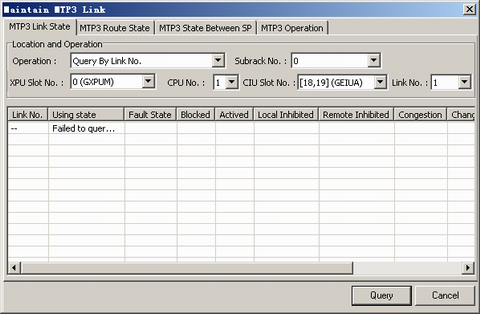 Maintain MTP3 Link
MTP3 Link State MTP3 Route State MTP3 State Between SP MTP3 Operation
Location and Operation
Operation : Query By Link No. Subrack No. : 0
XPU Slot No. : 0 (GXPUM) CPU No. : 1 CIU Slot No. : [18,19] (GEIUA) Link No. : 1
Link No. Using state Fault State Blocked Actived Local Inhibited Remote Inhibited Congestion Chang
-- Failed to quer...
Query Cancel